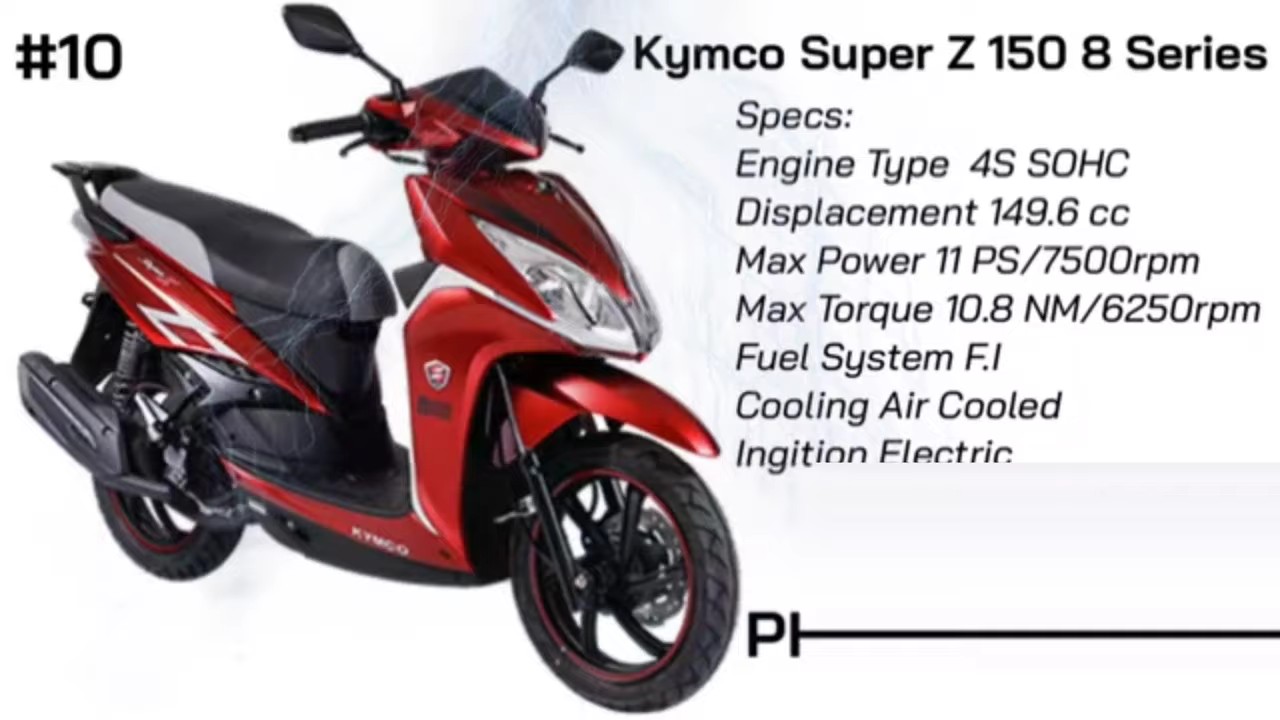 #10
Kymco Super Z 150 8 Series
Specs:
Engine Type 4S SOHC
Displacement 149.6 cc
Max Power 11 PS/7500rpm
Max Torque 10.8 NM/6250rpm
Fuel System F.I
Cooling Air Cooled
Ingition Electric
KYMCO